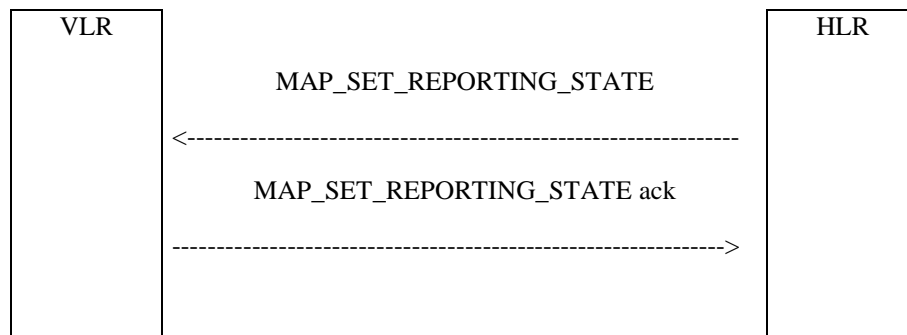 VLR HLR
MAP_SET_REPORTING_STATE
<---------------------------------------------------------------
MAP_SET_REPORTING_STATE ack
--------------------------------------------------------------->